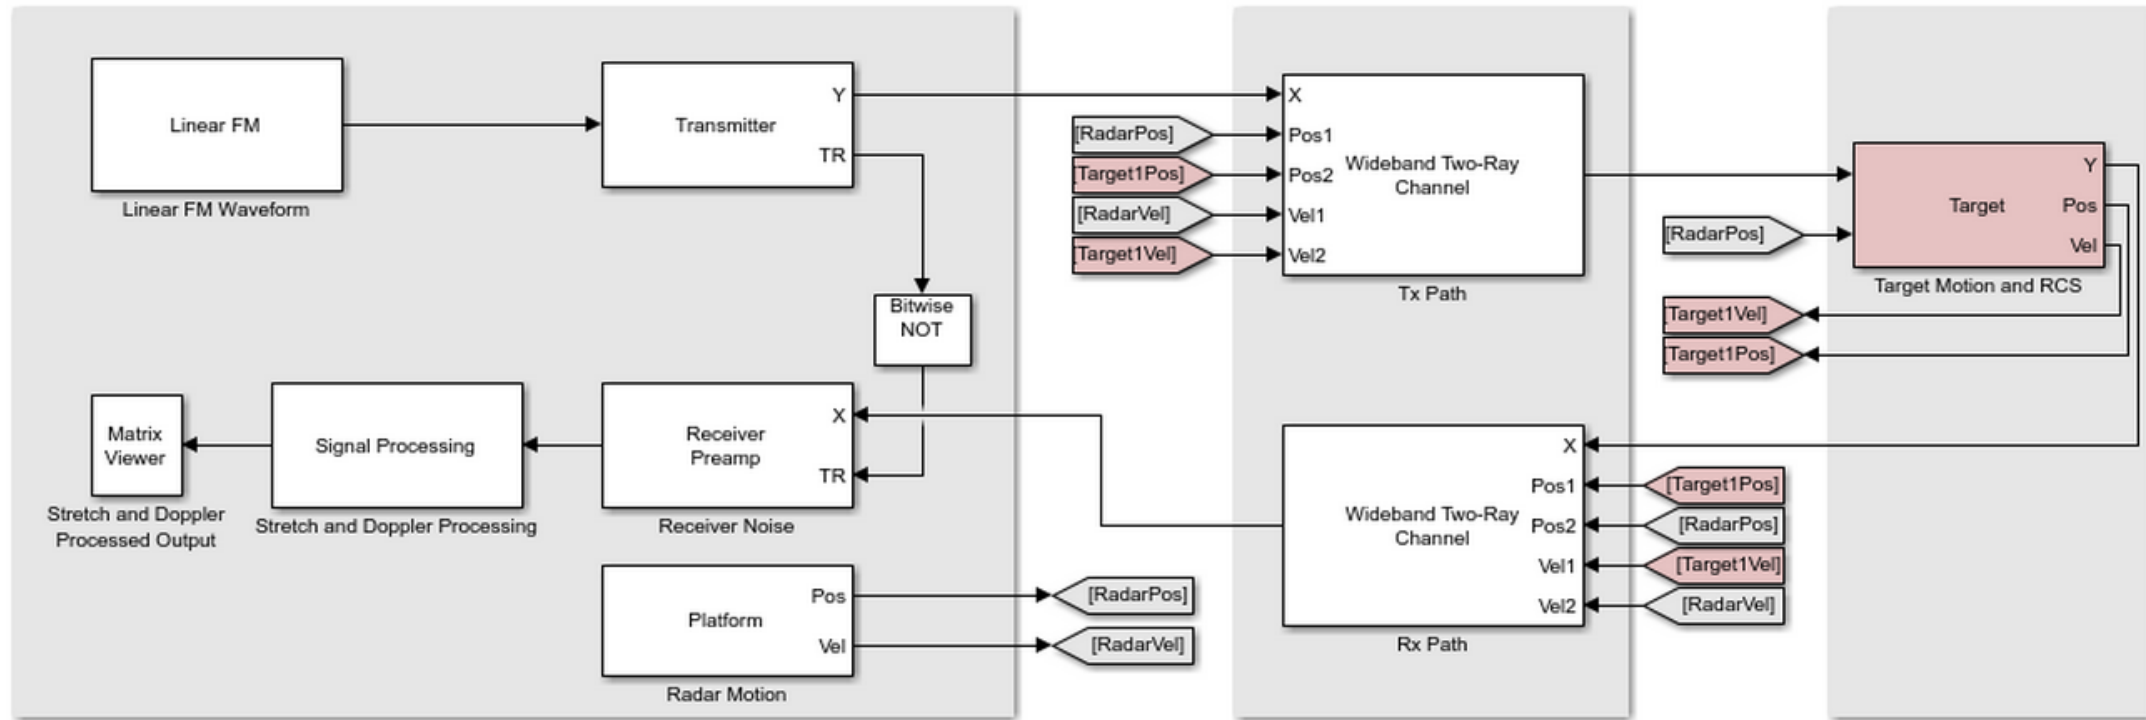 Linear FM
Linear FM Waveform
Transmitter
Y
TR
Bitwise
NOT
Matrix
Viewer
Stretch and Doppler
Processed Output
Signal Processing
Stretch and Doppler Processing
Receiver
Preamp
X
TR
Receiver Noise
Platform
Pos
Vel
Radar Motion
[RadarPos]
[RadarVel]
[RadarPos]
[Target1Pos]
[RadarVel]
[Target1Vel]
X
Pos1
Pos2
Vel1
Vel2
Wideband Two-Ray
Channel
Tx Path
[RadarPos]
Target
Y
Pos
Vel
Target Motion and RCS
[Target1Vel]
[Target1Pos]
Wideband Two-Ray
Channel
X
Pos1
Pos2
Vel1
Vel2
Rx Path
[Target1Pos]
[RadarPos]
[Target1Vel]
[RadarVel]